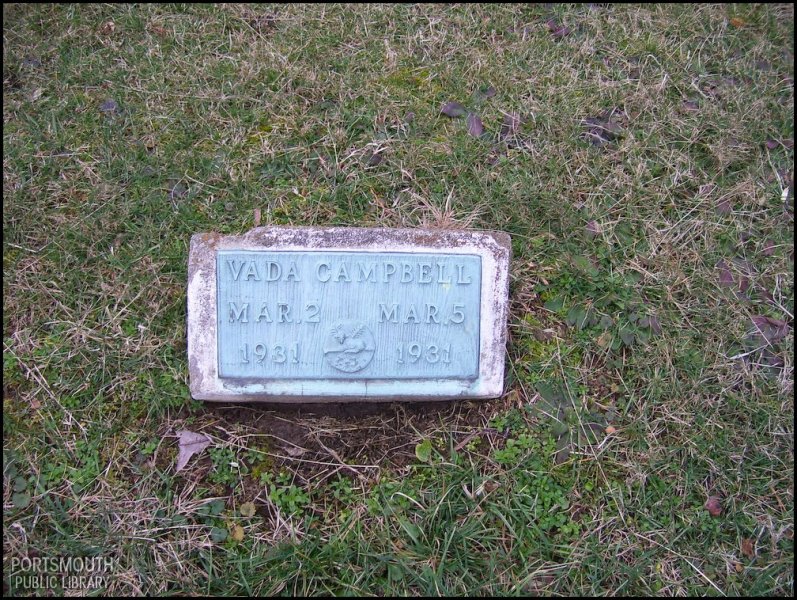 VADA CAMPBELL
MAR. 2 MAR. 5
1931 1931
PORTSMOUTH
PUBLIC LIBRARY